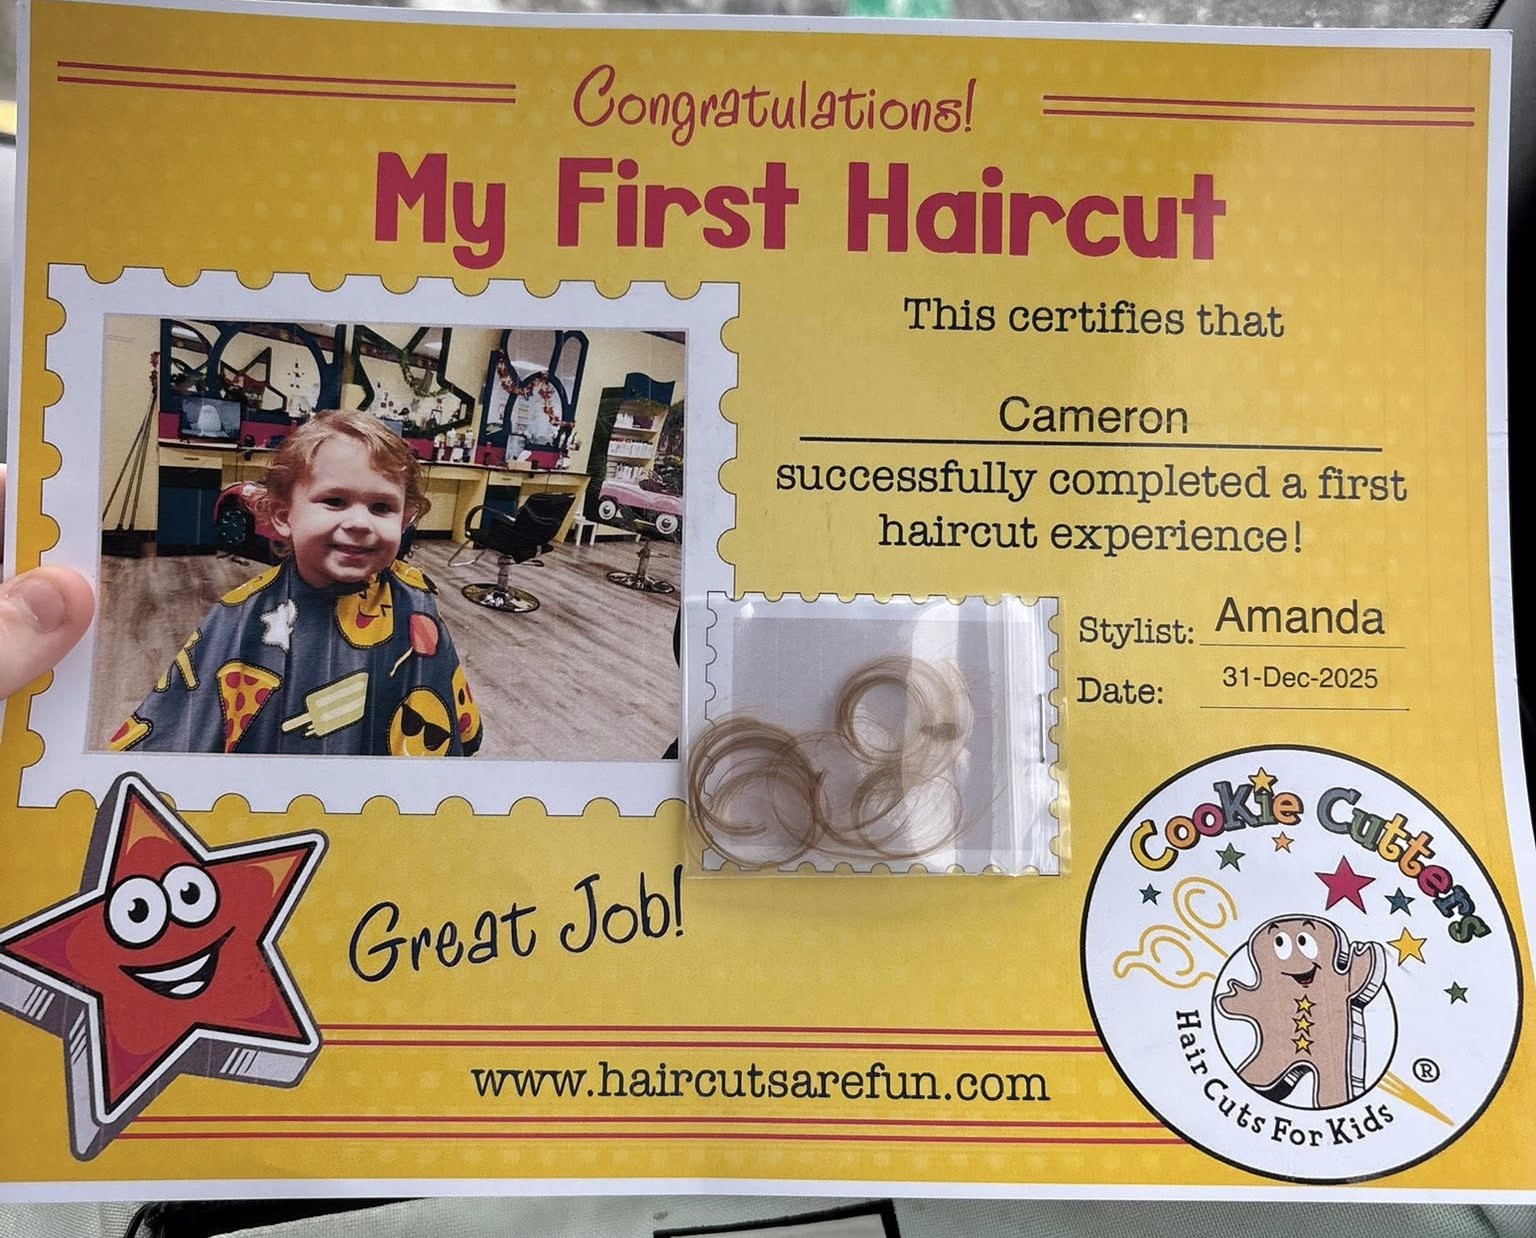 Congratulations!
My First Haircut
This certifies that
Cameron
successfully completed a first
haircut experience!
Stylist: Amanda
Date: 31-Dec-2025
Great Job!
www.haircutsarefun.com
Cookie Cutters
Hair Cuts For Kids
®